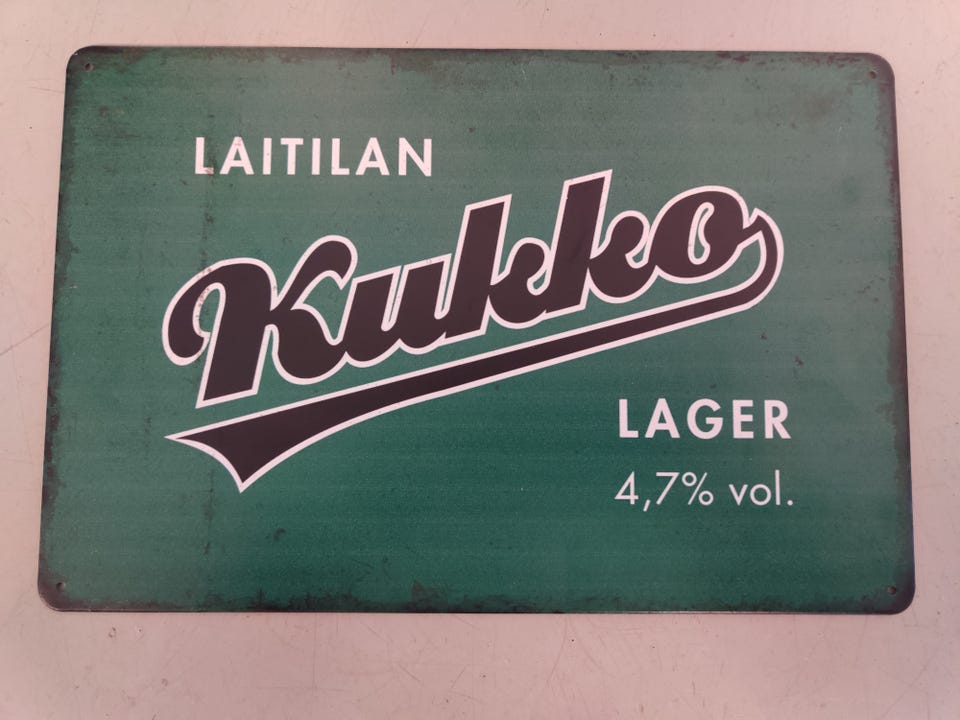 LAITILAN
Kukko
LAGER
4,7% vol.